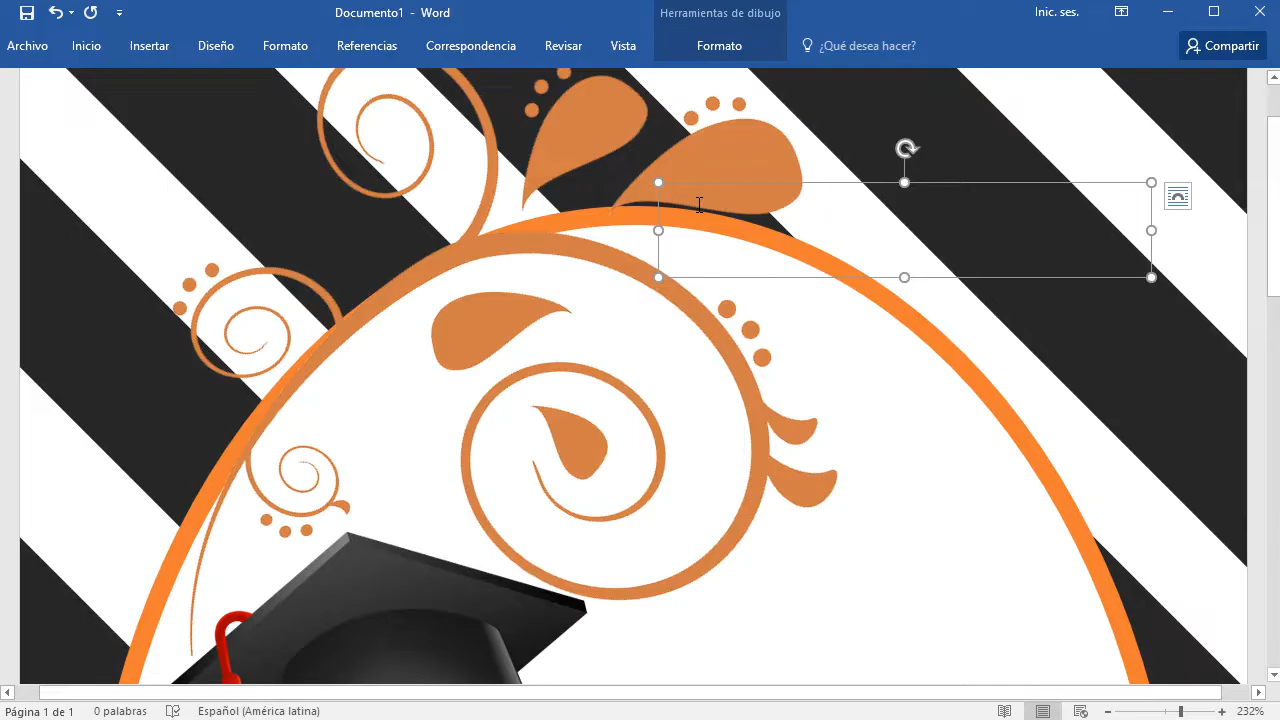 Documento1 - Word
Herramientas de dibujo
Inic. ses.
Archivo Inicio Insertar Diseño Formato Referencias Correspondencia Revisar Vista Formato ¿Qué desea hacer? Compartir
Página 1 de 1 0 palabras Español (América latina) 232%